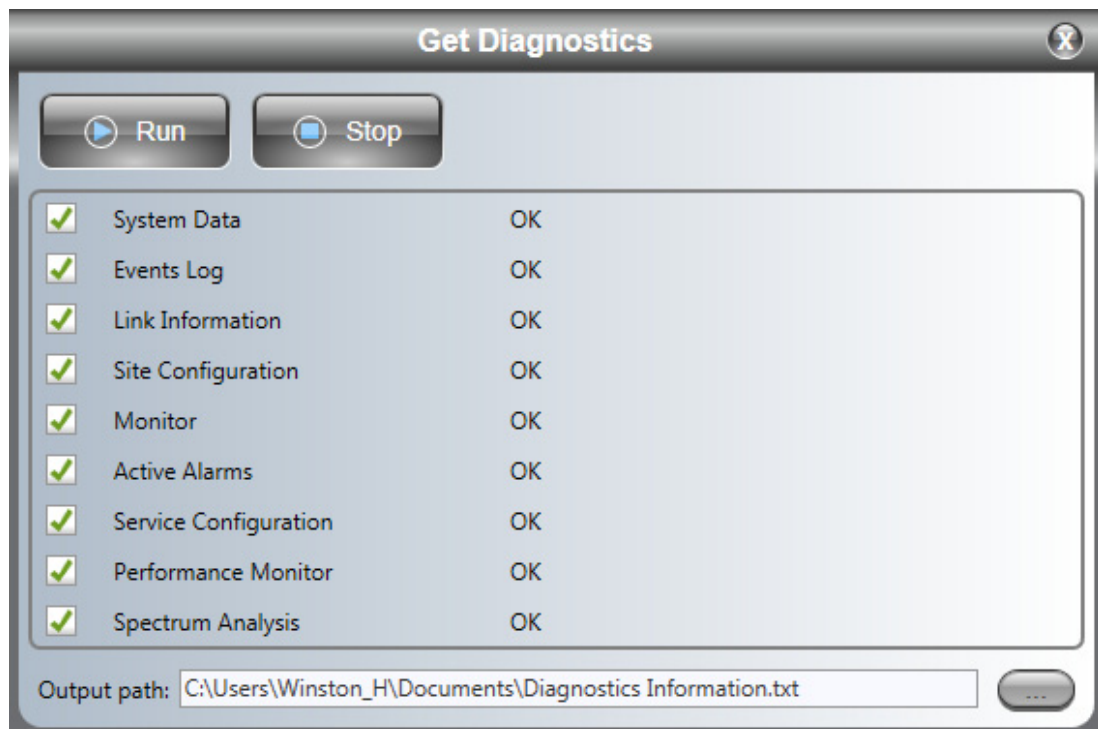 Get Diagnostics X
Run Stop
System Data OK
Events Log OK
Link Information OK
Site Configuration OK
Monitor OK
Active Alarms OK
Service Configuration OK
Performance Monitor OK
Spectrum Analysis OK
Output path: C:\Users\Winston_H\Documents\Diagnostics Information.txt ...